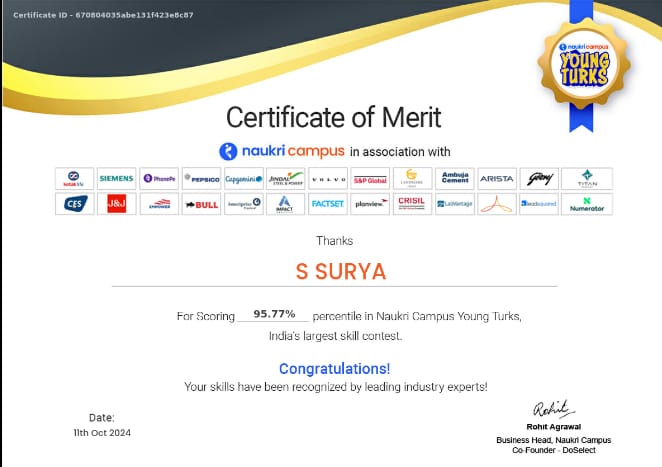 Certificate ID - 670804035abe131f423e8c87
naukri campus
YOUNG
TURKS
Certificate of Merit
naukri campus in association with
kotak life SIEMENS PhonePe PEPSICO Capgemini JINDAL STEEL & POWER VOLVO S&P Global Ambuja Cement ARISTA Godrej TITAN
CES J&J EMPOWER BULL Ameriprise Financial IMPACT FACTSET planview CRISIL LatentView leadsquared Numerator
Thanks
S SURYA
For Scoring 95.77% percentile in Naukri Campus Young Turks,
India's largest skill contest.
Congratulations!
Your skills have been recognized by leading industry experts!
Date:
11th Oct 2024
Rohit
Rohit Agrawal
Business Head, Naukri Campus
Co-Founder - DoSelect